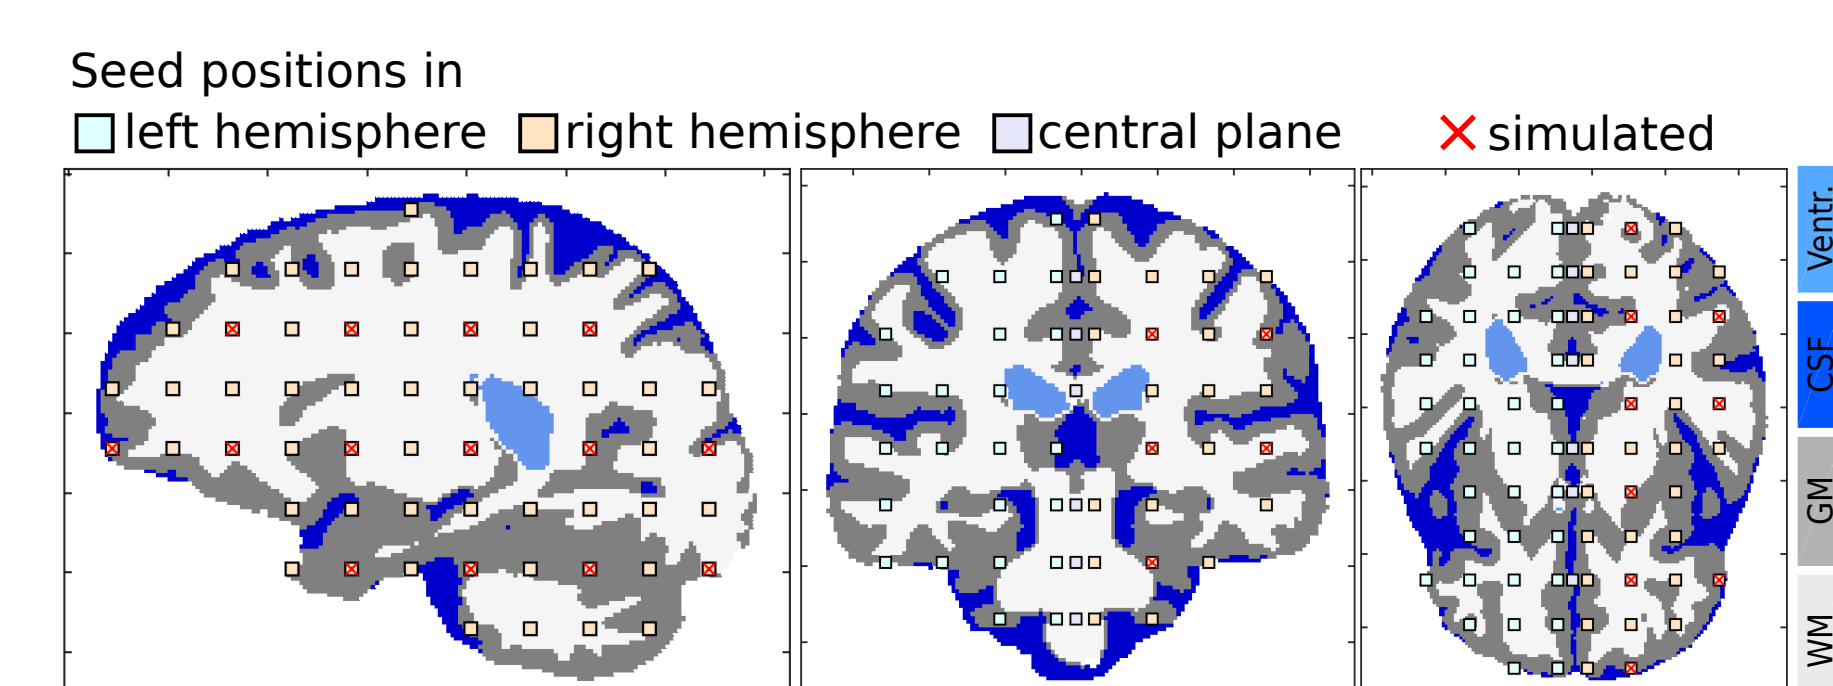 Seed positions in
left hemisphere right hemisphere central plane simulated
Ventr.
CSF
GM
WM